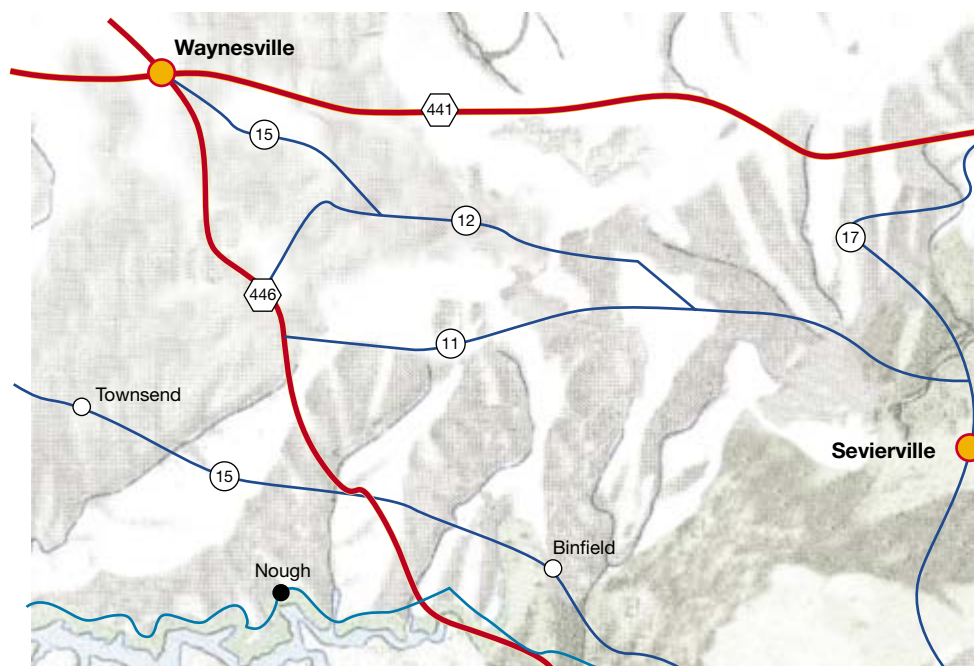 Waynesville
441
15
12
17
446
11
Townsend
Sevierville
15
Binfield
Nough